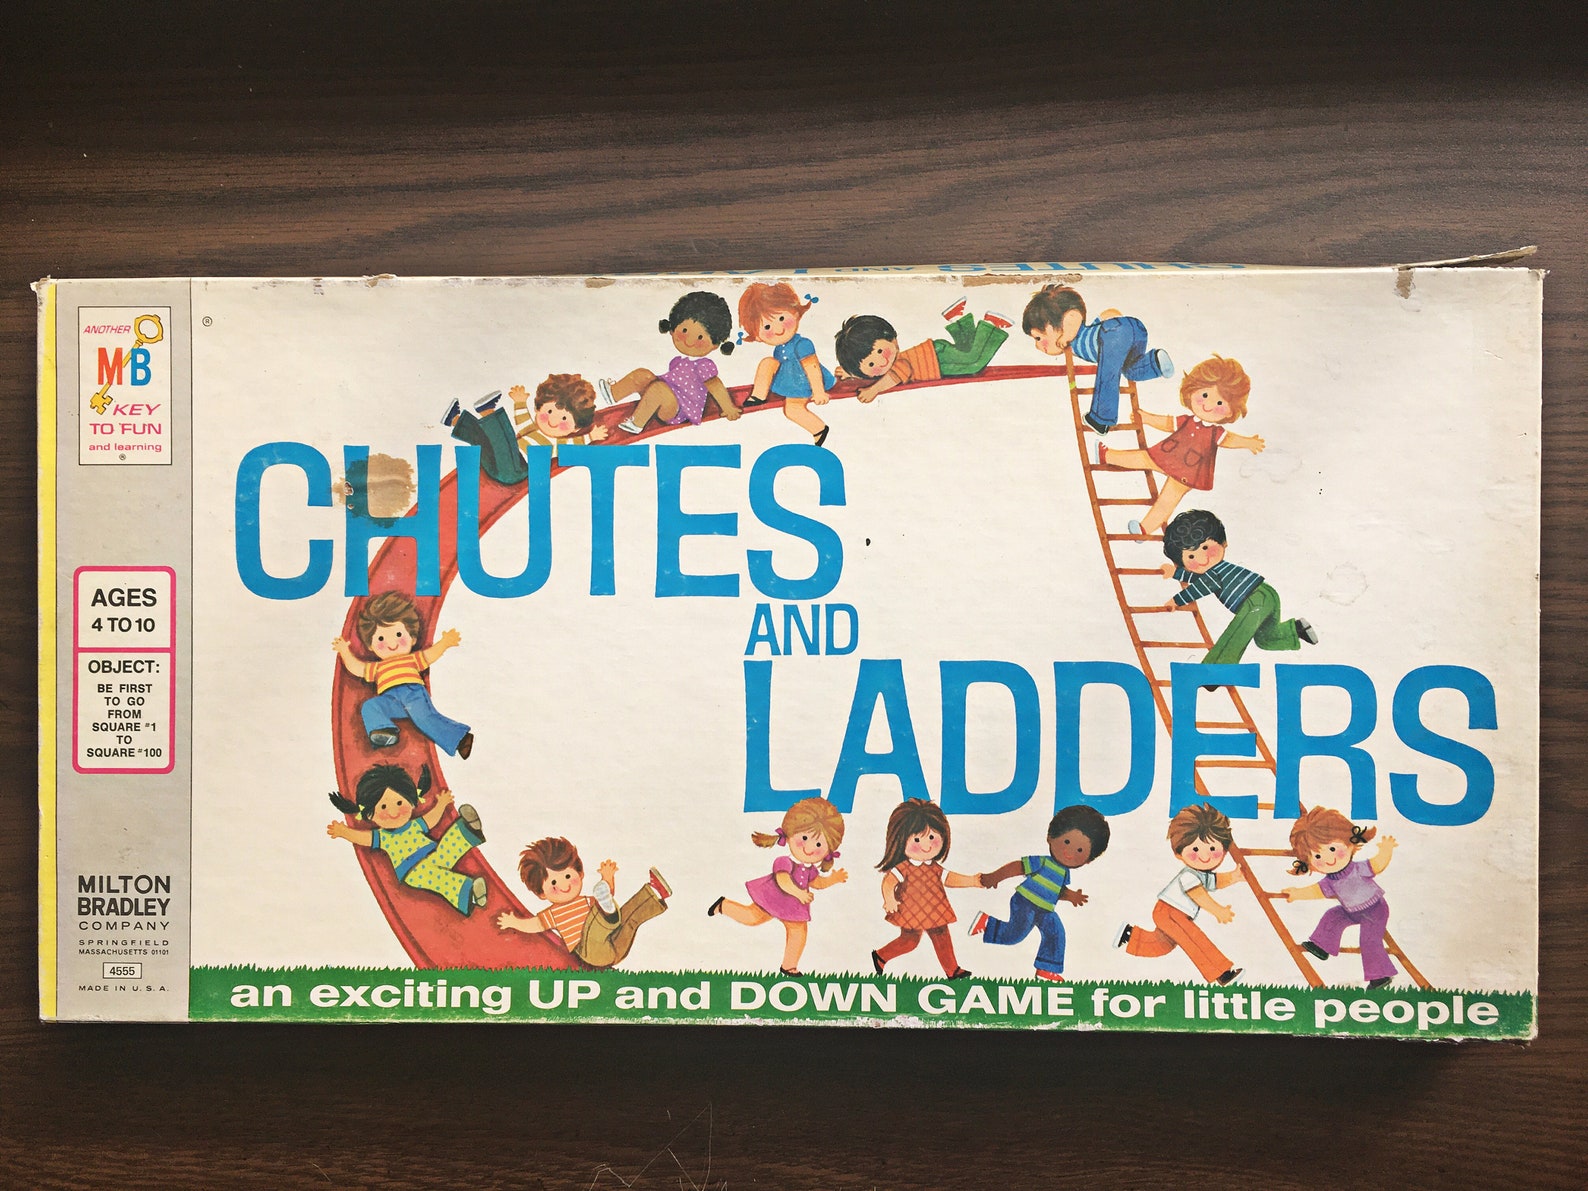 ANOTHER
MB
KEY
TO FUN
and learning
®
®
AGES
4 TO 10
OBJECT:
BE FIRST
TO GO
FROM
SQUARE #1
TO
SQUARE #100
MILTON
BRADLEY
COMPANY
SPRINGFIELD
MASSACHUSETTS 01101
4555
MADE IN U.S.A.
CHUTES
AND
LADDERS
an exciting UP and DOWN GAME for little people